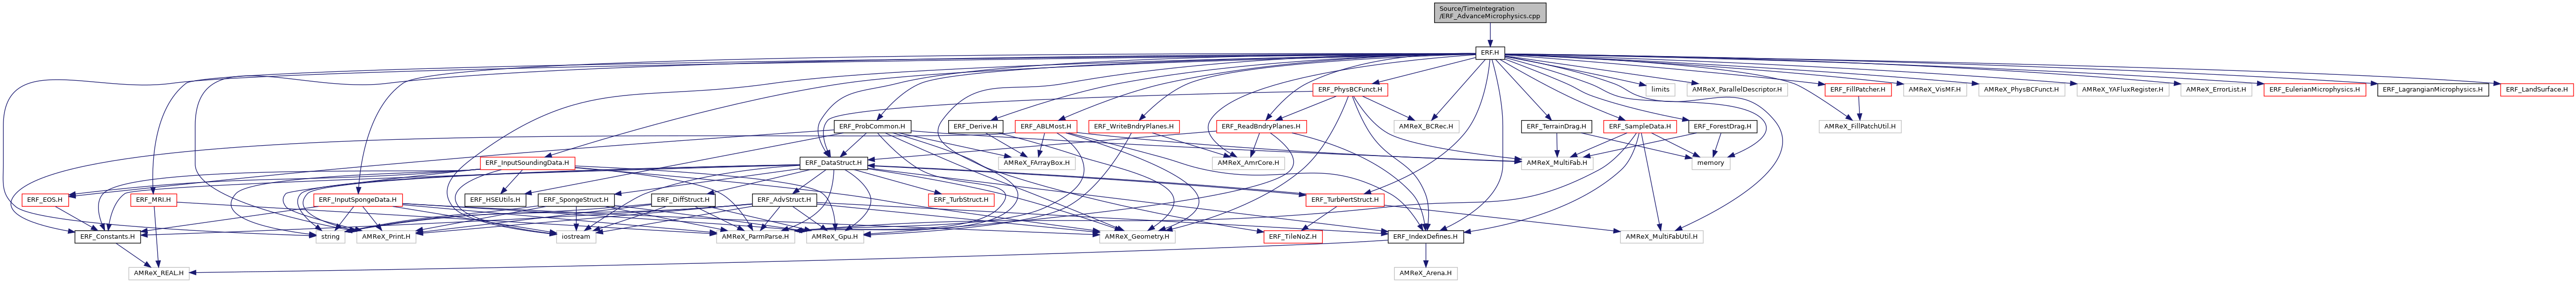 Source/TimeIntegration
/ERF_AdvanceMicrophysics.cpp
ERF.H
ERF_PhysBCFunct.H
limits
AMReX_ParallelDescriptor.H
ERF_FillPatcher.H
AMReX_VisMF.H
AMReX_PhysBCFunct.H
AMReX_YAFluxRegister.H
AMReX_ErrorList.H
ERF_EulerianMicrophysics.H
ERF_LagrangianMicrophysics.H
ERF_LandSurface.H
ERF_ProbCommon.H
ERF_Derive.H
ERF_ABLMost.H
ERF_WriteBndryPlanes.H
ERF_ReadBndryPlanes.H
AMReX_BCRec.H
ERF_TerrainDrag.H
ERF_SampleData.H
ERF_ForestDrag.H
AMReX_FillPatchUtil.H
ERF_InputSoundingData.H
ERF_DataStruct.H
AMReX_FArrayBox.H
AMReX_AmrCore.H
AMReX_MultiFab.H
memory
ERF_EOS.H
ERF_MRI.H
ERF_InputSpongeData.H
ERF_HSEUtils.H
ERF_SpongeStruct.H
ERF_DiffStruct.H
ERF_AdvStruct.H
ERF_TurbStruct.H
ERF_TurbPertStruct.H
ERF_Constants.H
string
AMReX_Print.H
iostream
AMReX_ParmParse.H
AMReX_Gpu.H
AMReX_Geometry.H
ERF_TileNoZ.H
ERF_IndexDefines.H
AMReX_MultiFabUtil.H
AMReX_REAL.H
AMReX_Arena.H